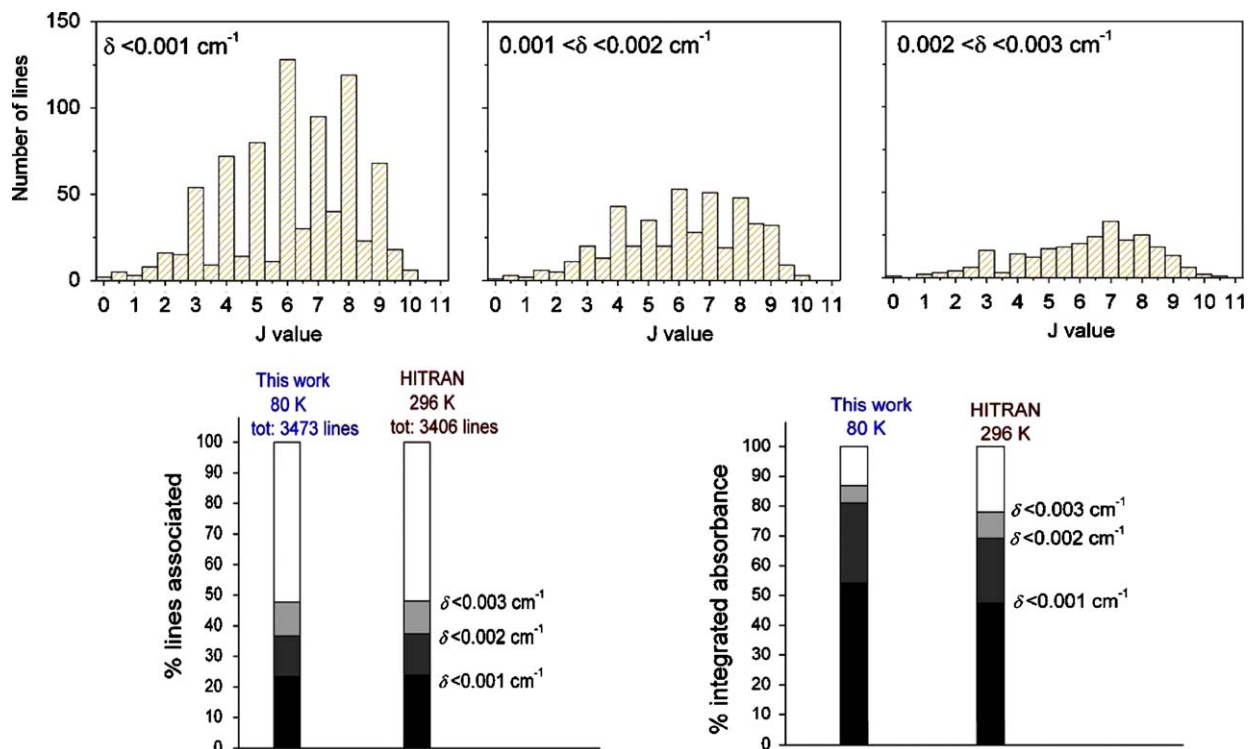 150
100
50
0
Number of lines
δ <0.001 cm⁻¹
0 1 2 3 4 5 6 7 8 9 10 11
J value
0.001 <δ <0.002 cm⁻¹
0 1 2 3 4 5 6 7 8 9 10 11
J value
0.002 <δ <0.003 cm⁻¹
0 1 2 3 4 5 6 7 8 9 10 11
J value
This work
80 K
tot: 3473 lines
HITRAN
296 K
tot: 3406 lines
% lines associated
100
90
80
70
60
50
40
30
20
10
0
δ<0.003 cm⁻¹
δ<0.002 cm⁻¹
δ<0.001 cm⁻¹
This work
80 K
HITRAN
296 K
% integrated absorbance
100
90
80
70
60
50
40
30
20
10
0
δ<0.003 cm⁻¹
δ<0.002 cm⁻¹
δ<0.001 cm⁻¹